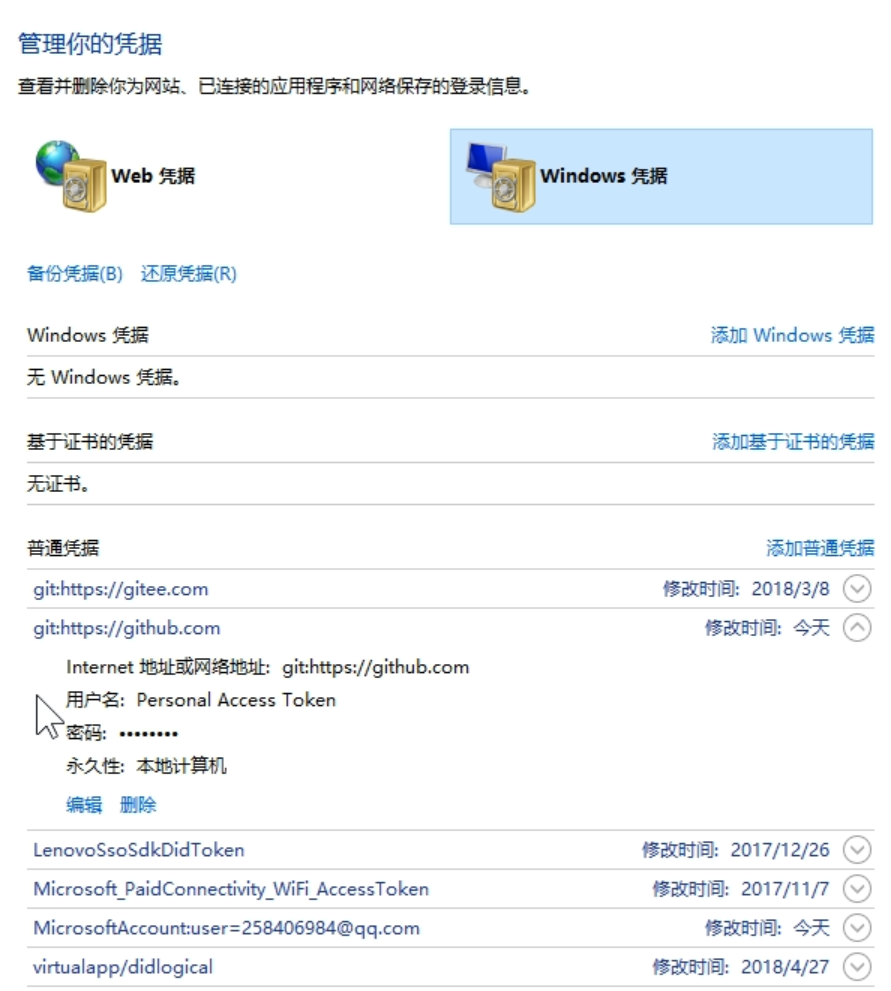 管理你的凭据
查看并删除你为网站、已连接的应用程序和网络保存的登录信息。
Web 凭据
Windows 凭据
备份凭据(B) 还原凭据(R)
Windows 凭据 添加 Windows 凭据
无 Windows 凭据。
基于证书的凭据 添加基于证书的凭据
无证书。
普通凭据 添加普通凭据
git:https://gitee.com 修改时间: 2018/3/8
git:https://github.com 修改时间: 今天
Internet 地址或网络地址: git:https://github.com
用户名: Personal Access Token
密码: ••••••••
永久性: 本地计算机
编辑 删除
LenovoSsoSdkDidToken 修改时间: 2017/12/26
Microsoft_PaidConnectivity_WiFi_AccessToken 修改时间: 2017/11/7
MicrosoftAccount:user=258406984@qq.com 修改时间: 今天
virtualapp/didlogical 修改时间: 2018/4/27